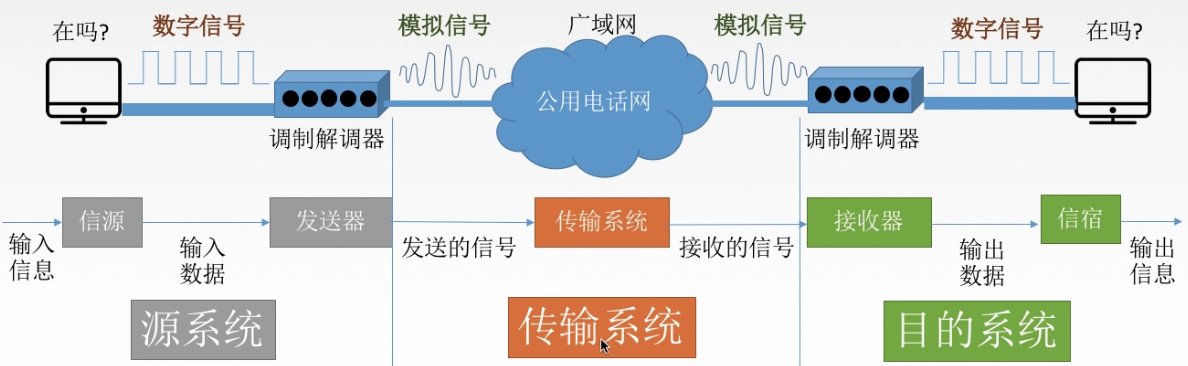 在吗?
数字信号
模拟信号
广域网
模拟信号
数字信号
在吗?
公用电话网
调制解调器
调制解调器
信源
发送器
传输系统
接收器
信宿
输入
信息
输入
数据
发送的信号
接收的信号
输出
数据
输出
信息
源系统
传输系统
目的系统